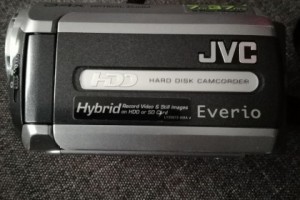 JVC
HDD HARD DISK CAMCORDER
Hybrid Record Video & Still Images
on HDD or SD Card
Everio